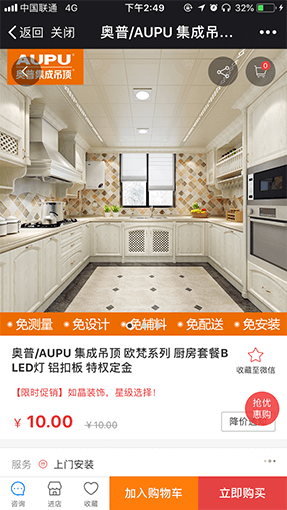 中国联通 4G 下午2:49 32%
返回 关闭 奥普/AUPU 集成吊...
AUPU
奥普集成吊顶
0
免测量 免设计 免辅料 免配送 免安装
奥普/AUPU 集成吊顶 欧梵系列 厨房套餐B
LED灯 铝扣板 特权定金
收藏至微信
【限时促销】如晶装饰，星级选择！
¥ 10.00 ¥10.00
抢优
惠购
服务 上门安装
咨询 进店 收藏 加入购物车 立即购买